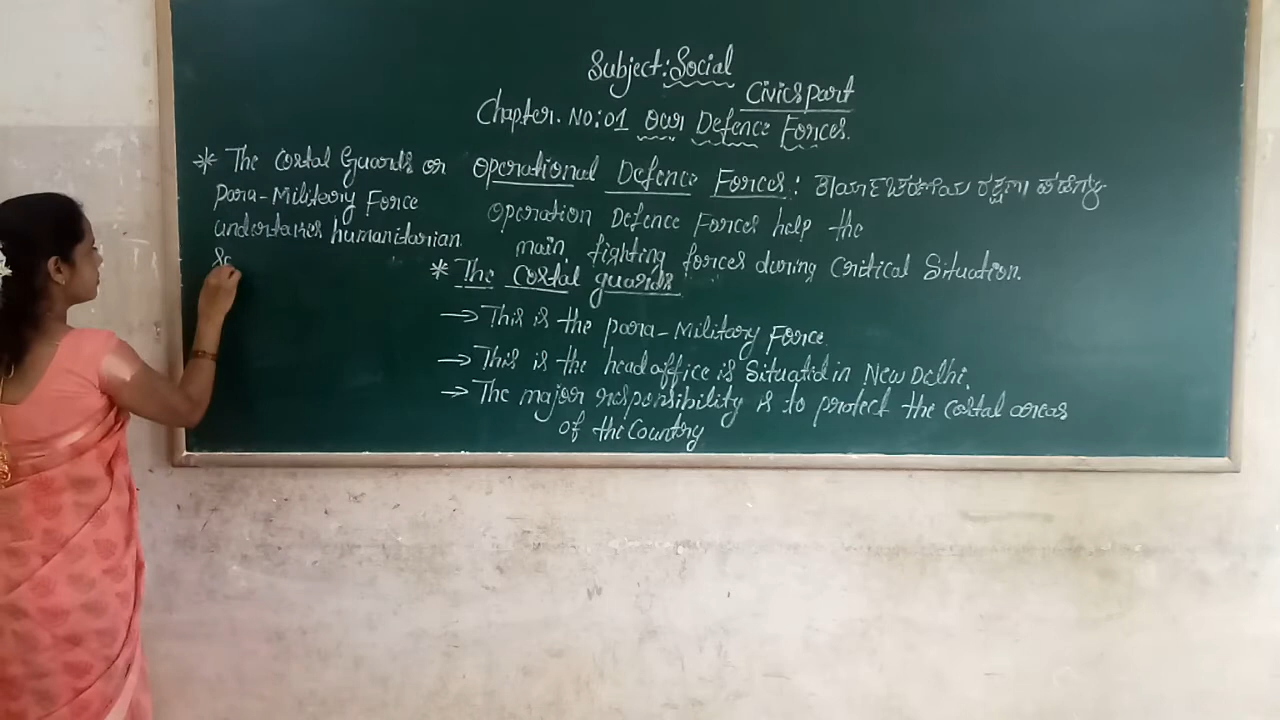 Subject: Social
Civics part
Chapter. No: 01 Our Defence Forces.
Operational Defence Forces: ಕಾರ್ಯಾಚರಣೆಯ ರಕ್ಷಣಾ ಪಡೆಗಳು
Operation Defence Forces help the
main fighting forces during Critical Situation.
* The Costal guards
→ This is the para-Military Force
→ This is the head office is Situated in New Delhi.
→ The major responsibility is to protect the costal areas
of the Country
* The Costal Guards or
para-Military Force
undertakes humanitarian